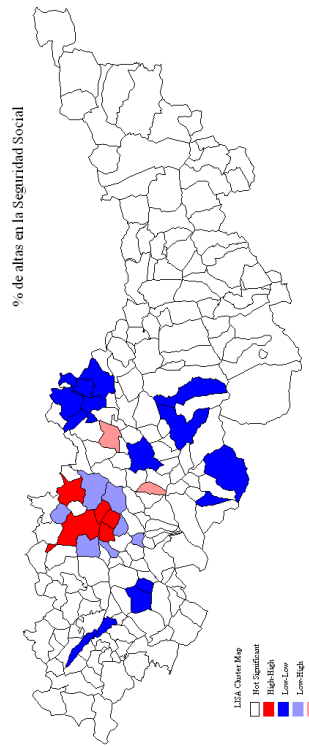 % de altas en la Seguridad Social
LISA Cluster Map
Not Significant
High-High
Low-Low
Low-High